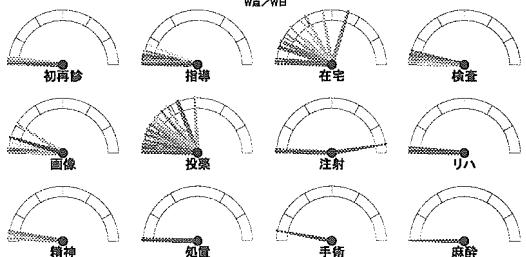 初再診 指導 在宅 検査
画像 投薬 注射 リハ
精神 処置 手術 麻酔